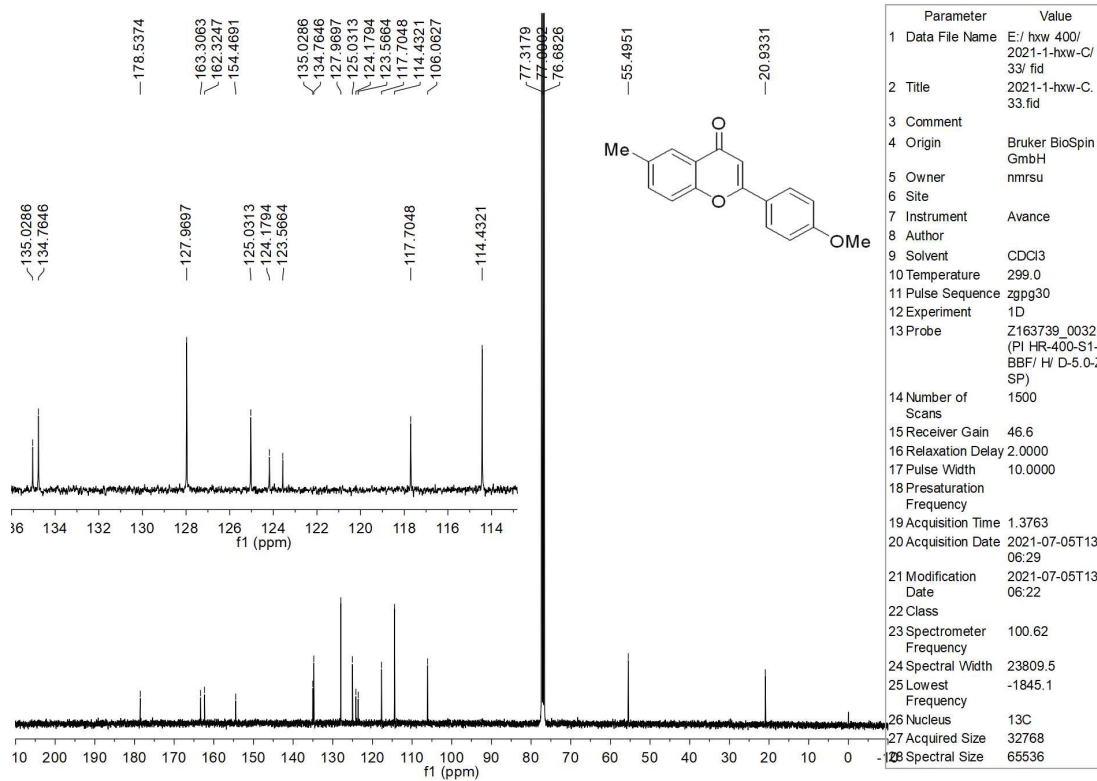 178.5374
163.3063
162.3247
154.4691
135.0286
134.7646
127.9697
125.0313
124.1794
123.5664
117.7048
114.4321
106.0627
77.3179
76.6826
55.4951
20.9331
O
Me
O
OMe
135.0286
134.7646
127.9697
125.0313
124.1794
123.5664
117.7048
114.4321
36 134 132 130 128 126 124 122 120 118 116 114
f1 (ppm)
10 200 190 180 170 160 150 140 130 120 110 100 90 80 70 60 50 40 30 20 10 0
f1 (ppm)
Parameter Value
1 Data File Name E:/ hxw 400/
2021-1-hxw-C/
33/ fid
2 Title 2021-1-hxw-C.
33.fid
3 Comment
4 Origin Bruker BioSpin
GmbH
5 Owner nmrsu
6 Site
7 Instrument Avance
8 Author
9 Solvent CDCl3
10 Temperature 299.0
11 Pulse Sequence zgpg30
12 Experiment 1D
13 Probe Z163739_0032
(PI HR-400-S1-
BBF/ H/ D-5.0-Z
SP)
14 Number of 1500
Scans
15 Receiver Gain 46.6
16 Relaxation Delay 2.0000
17 Pulse Width 10.0000
18 Presaturation
Frequency
19 Acquisition Time 1.3763
20 Acquisition Date 2021-07-05T13
06:29
21 Modification 2021-07-05T13
Date 06:22
22 Class
23 Spectrometer 100.62
Frequency
24 Spectral Width 23809.5
25 Lowest -1845.1
Frequency
26 Nucleus 13C
27 Acquired Size 32768
28 Spectral Size 65536